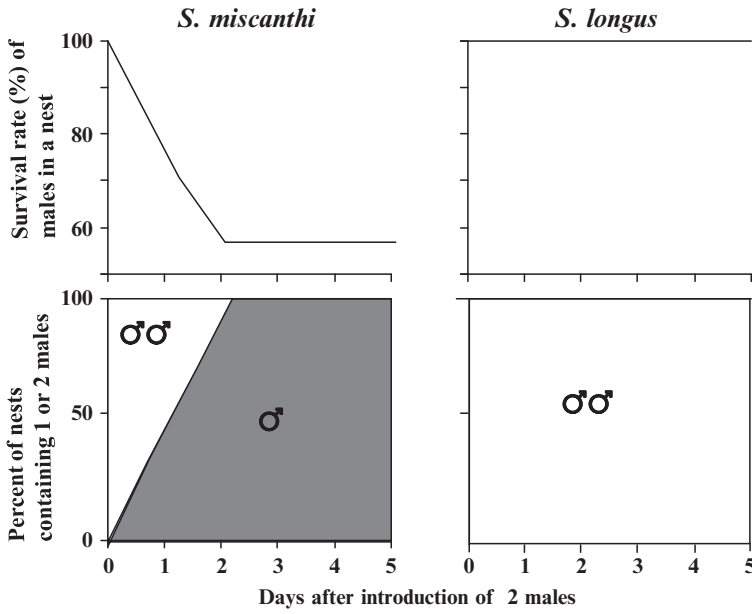 S. miscanthi
S. longus
Survival rate (%) of
males in a nest
100
80
60
Percent of nests
containing 1 or 2 males
100
50
0
♂♂
♂
♂♂
0 1 2 3 4 5
0 1 2 3 4 5
Days after introduction of 2 males